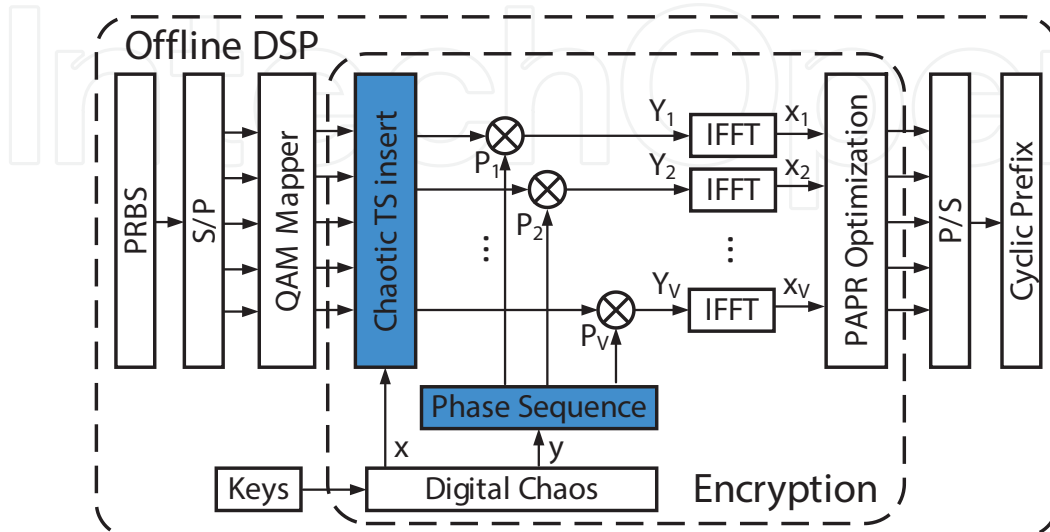 InTechOpen
Offline DSP
PRBS
S/P
QAM Mapper
Chaotic TS insert
P1
P2
...
PV
Y1
Y2
YV
IFFT
IFFT
...
IFFT
x1
x2
xV
PAPR Optimization
P/S
Cyclic Prefix
Phase Sequence
x
y
Keys
Digital Chaos
Encryption